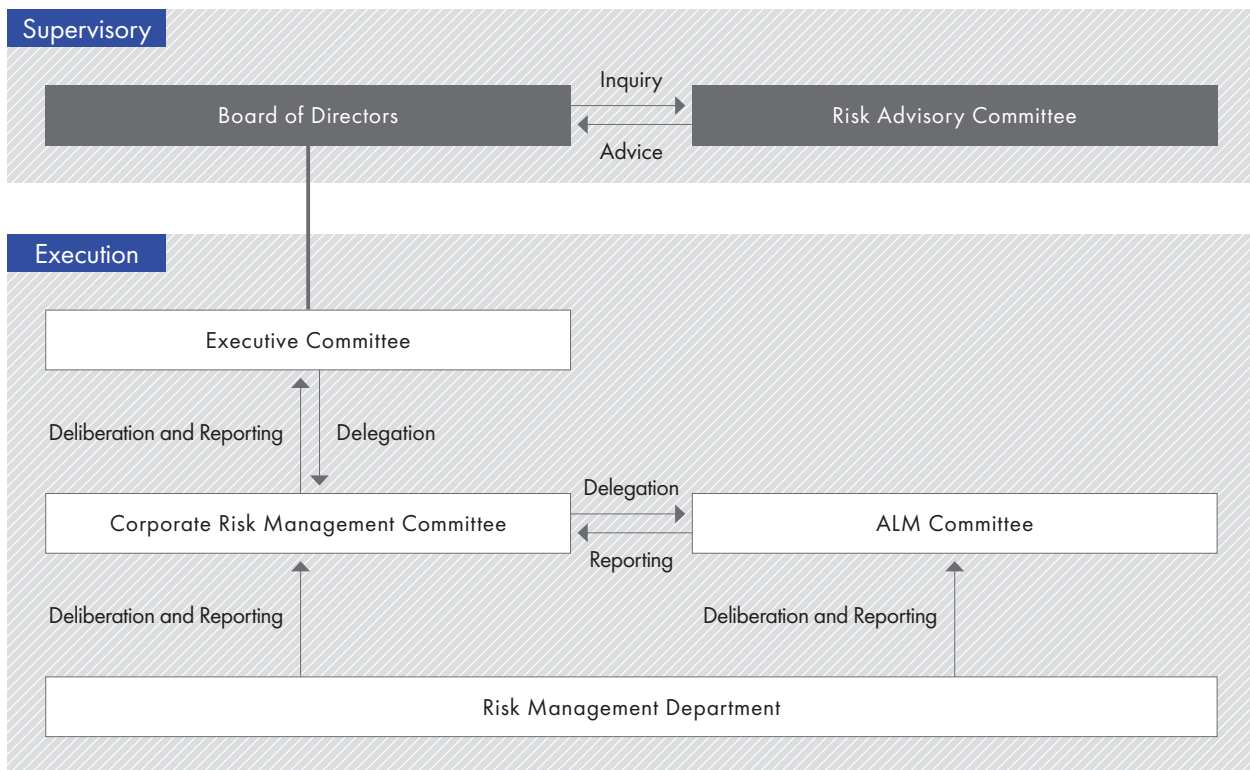 Supervisory
Inquiry
Board of Directors
Risk Advisory Committee
Advice
Execution
Executive Committee
Deliberation and Reporting
Delegation
Delegation
Corporate Risk Management Committee
ALM Committee
Reporting
Deliberation and Reporting
Deliberation and Reporting
Risk Management Department